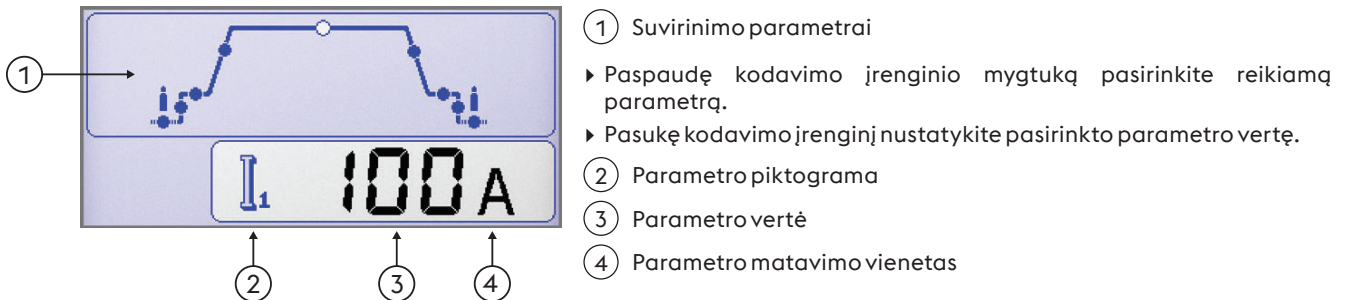 1 Suvirinimo parametrai
1
▸ Paspaudę kodavimo įrenginio mygtuką pasirinkite reikiamą
parametrą.
▸ Pasukę kodavimo įrenginį nustatykite pasirinkto parametro vertę.
I1 100 A
2 Parametro piktograma
3 Parametro vertė
4 Parametro matavimo vienetas
2 3 4